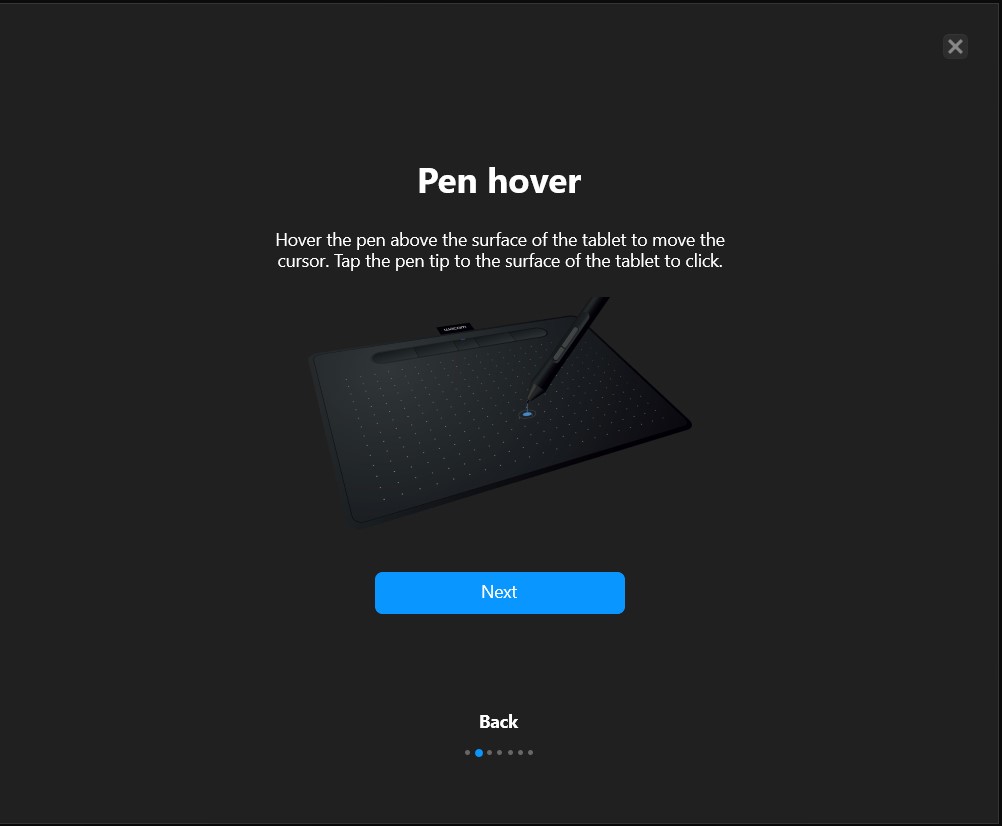 Pen hover
Hover the pen above the surface of the tablet to move the
cursor. Tap the pen tip to the surface of the tablet to click.
Next
Back